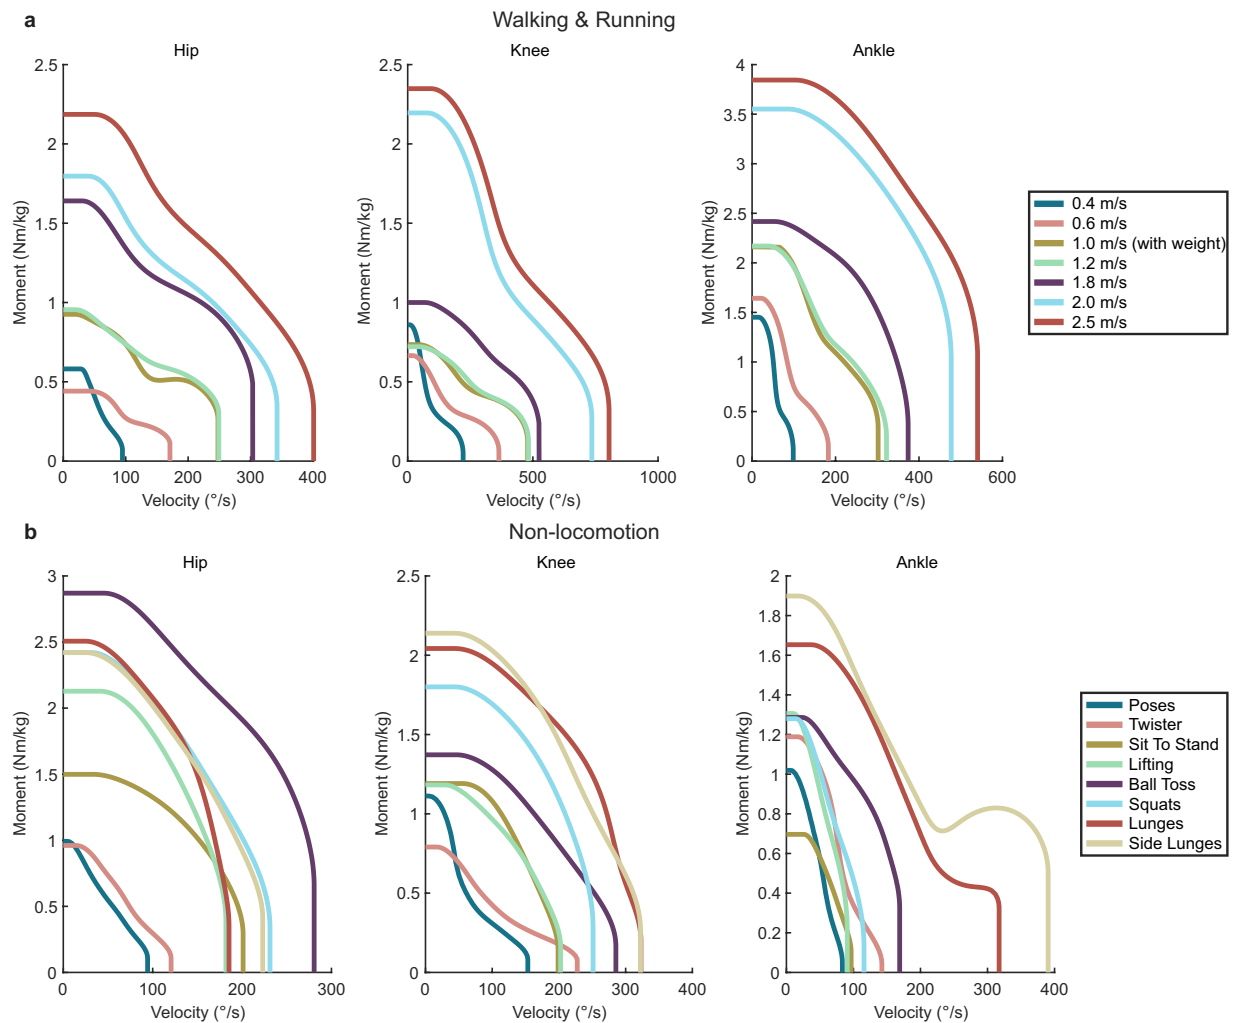 a
Walking & Running
Hip
Knee
Ankle
2.5
2
1.5
1
0.5
0
Moment (Nm/kg)
0
100
200
300
400
Velocity (°/s)
2.5
2
1.5
1
0.5
0
Moment (Nm/kg)
0
500
1000
Velocity (°/s)
4
3.5
3
2.5
2
1.5
1
0.5
0
Moment (Nm/kg)
0
200
400
600
Velocity (°/s)
0.4 m/s
0.6 m/s
1.0 m/s (with weight)
1.2 m/s
1.8 m/s
2.0 m/s
2.5 m/s
b
Non-locomotion
Hip
Knee
Ankle
3
2.5
2
1.5
1
0.5
0
Moment (Nm/kg)
0
100
200
300
Velocity (°/s)
2.5
2
1.5
1
0.5
0
Moment (Nm/kg)
0
100
200
300
400
Velocity (°/s)
2
1.8
1.6
1.4
1.2
1
0.8
0.6
0.4
0.2
0
Moment (Nm/kg)
0
100
200
300
400
Velocity (°/s)
Poses
Twister
Sit To Stand
Lifting
Ball Toss
Squats
Lunges
Side Lunges